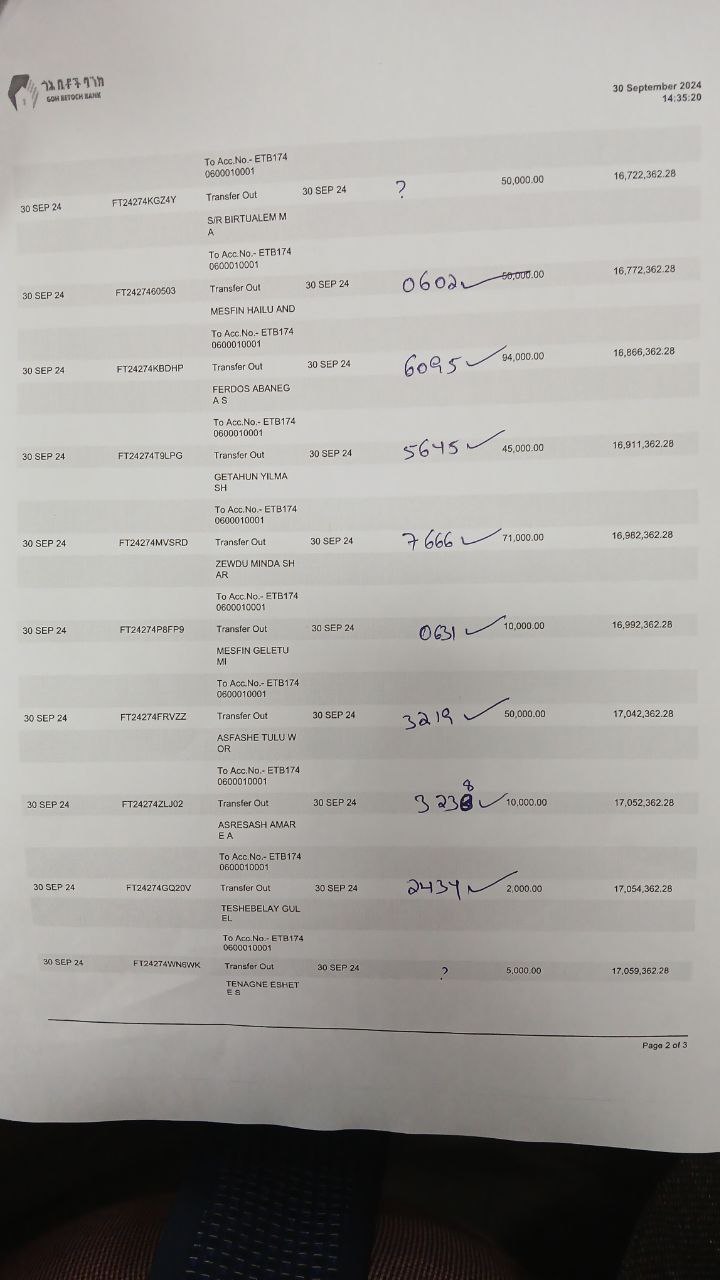 ጎሕ ቤቶች ባንክ
GOH BETOCH BANK
30 September 2024
14:35:20
To Acc.No.- ETB174
0600010001
30 SEP 24 FT24274KGZ4Y Transfer Out 30 SEP 24 ? 50,000.00 16,722,362.28
S/R BIRTUALEM M
A
To Acc.No.- ETB174
0600010001
30 SEP 24 FT2427460503 Transfer Out 30 SEP 24 0602 50,000.00 16,772,362.28
MESFIN HAILU AND
To Acc.No.- ETB174
0600010001
30 SEP 24 FT24274KBDHP Transfer Out 30 SEP 24 6095 94,000.00 16,866,362.28
FERDOS ABANEG
A S
To Acc.No.- ETB174
0600010001
30 SEP 24 FT24274T9LPG Transfer Out 30 SEP 24 5645 45,000.00 16,911,362.28
GETAHUN YILMA
SH
To Acc.No.- ETB174
0600010001
30 SEP 24 FT24274MVSRD Transfer Out 30 SEP 24 7666 71,000.00 16,982,362.28
ZEWDU MINDA SH
AR
To Acc.No.- ETB174
0600010001
30 SEP 24 FT24274P8FP9 Transfer Out 30 SEP 24 0631 10,000.00 16,992,362.28
MESFIN GELETU
MI
To Acc.No.- ETB174
0600010001
30 SEP 24 FT24274FRVZZ Transfer Out 30 SEP 24 3219 50,000.00 17,042,362.28
ASFASHE TULU W
OR
To Acc.No.- ETB174
0600010001
30 SEP 24 FT24274ZLJ02 Transfer Out 30 SEP 24 3238 10,000.00 17,052,362.28
ASRESASH AMAR
E A
To Acc.No.- ETB174
0600010001
30 SEP 24 FT24274GQ20V Transfer Out 30 SEP 24 2434 2,000.00 17,054,362.28
TESHEBELAY GUL
EL
To Acc.No.- ETB174
0600010001
30 SEP 24 FT24274WN6WK Transfer Out 30 SEP 24 ? 5,000.00 17,059,362.28
TENAGNE ESHET
E S
Page 2 of 3